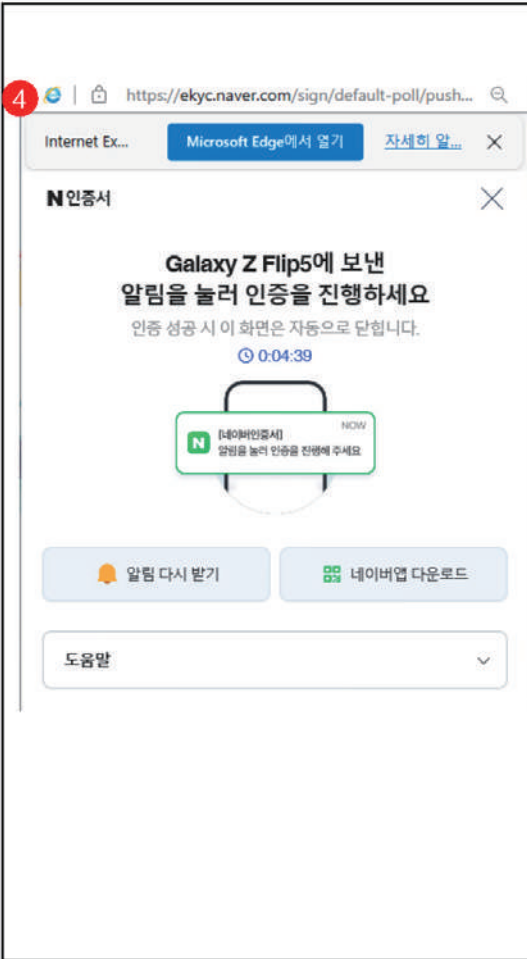 4
https://ekyc.naver.com/sign/default-poll/push...
Internet Ex...
Microsoft Edge에서 열기
자세히 알...
N인증서
Galaxy Z Flip5에 보낸
알림을 눌러 인증을 진행하세요
인증 성공 시 이 화면은 자동으로 닫힙니다.
0:04:39
NOW
N
[네이버인증서]
알림을 눌러 인증을 진행해 주세요
알림 다시 받기
네이버앱 다운로드
도움말